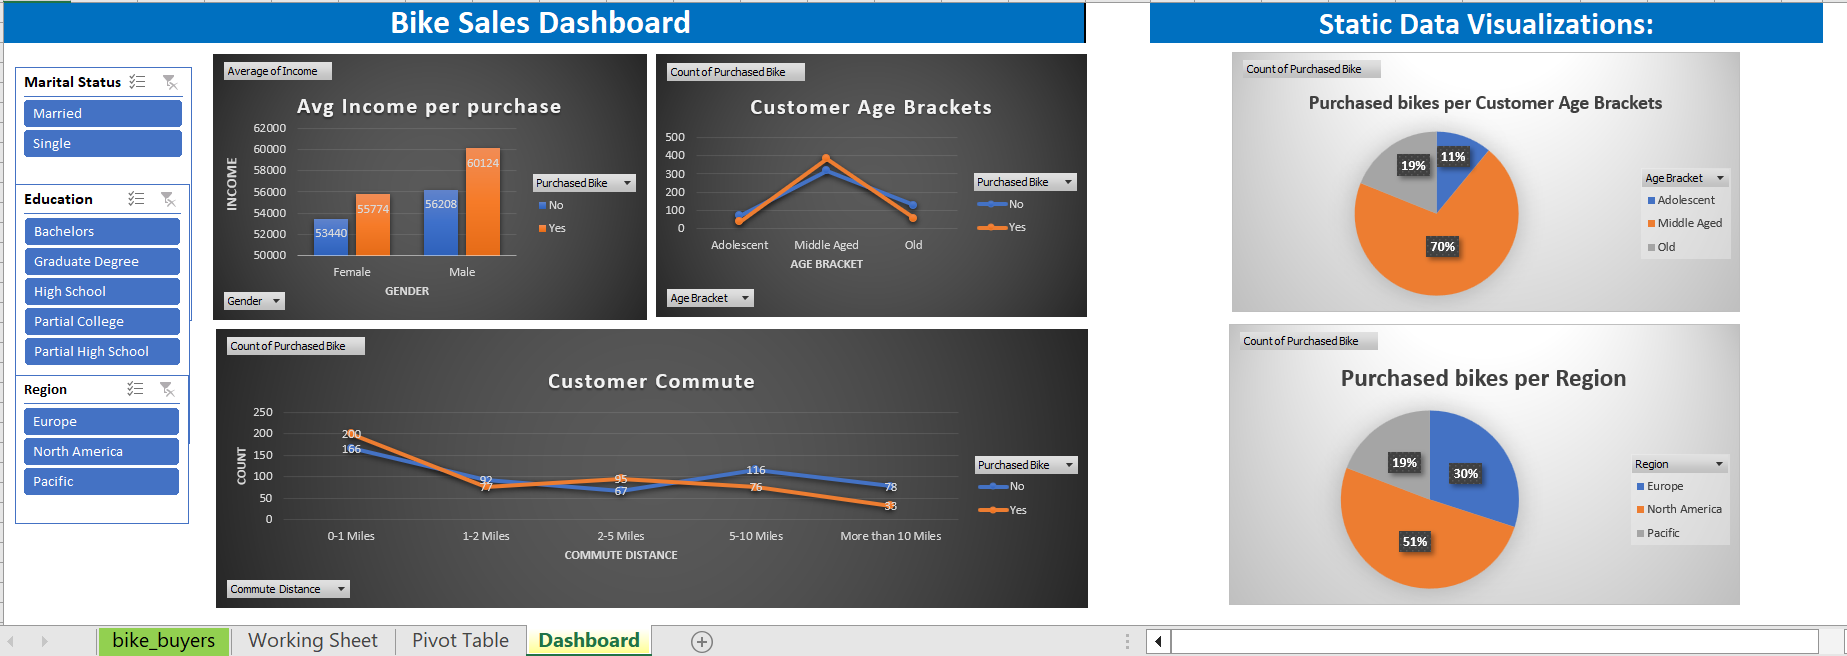 Bike Sales Dashboard
Static Data Visualizations:
Marital Status
Married
Single
Education
Bachelors
Graduate Degree
High School
Partial College
Partial High School
Region
Europe
North America
Pacific
Average of Income
Avg Income per purchase
62000
60000
58000
56000
54000
52000
50000
INCOME
53440
55774
56208
60124
Female
Male
GENDER
Purchased Bike
No
Yes
Gender
Count of Purchased Bike
Customer Age Brackets
500
400
300
200
100
0
Adolescent
Middle Aged
Old
AGE BRACKET
Purchased Bike
No
Yes
Age Bracket
Count of Purchased Bike
Customer Commute
250
200
150
100
50
0
COUNT
200
166
92
77
95
67
116
76
78
33
0-1 Miles
1-2 Miles
2-5 Miles
5-10 Miles
More than 10 Miles
COMMUTE DISTANCE
Purchased Bike
No
Yes
Commute Distance
Count of Purchased Bike
Purchased bikes per Customer Age Brackets
11%
19%
70%
Age Bracket
Adolescent
Middle Aged
Old
Count of Purchased Bike
Purchased bikes per Region
19%
30%
51%
Region
Europe
North America
Pacific
bike_buyers
Working Sheet
Pivot Table
Dashboard